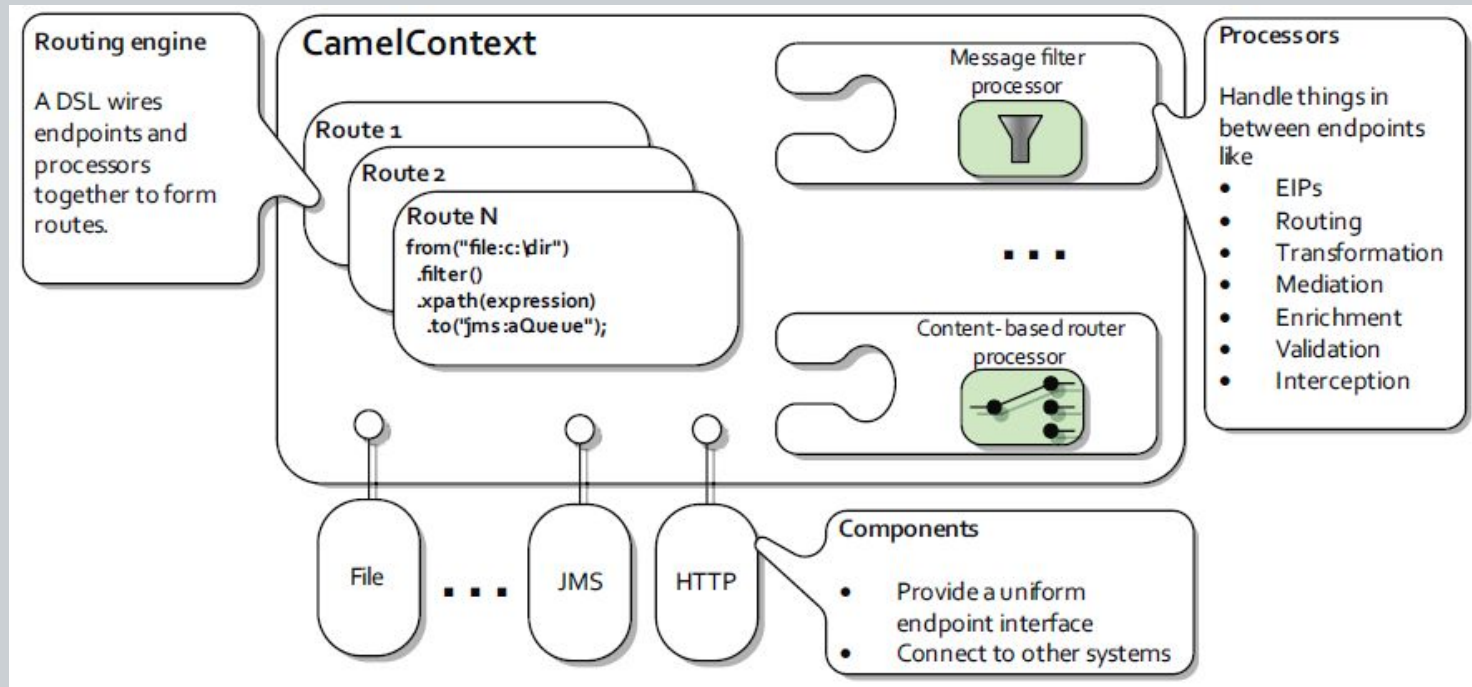 Routing engine
A DSL wires
endpoints and
processors
together to form
routes.
CamelContext
Route 1
Route 2
Route N
from("file:c:\dir")
.filter()
.xpath(expression)
.to("jms:aQueue");
Message filter
processor
...
Content-based router
processor
Processors
Handle things in
between endpoints
like
• EIPs
• Routing
• Transformation
• Mediation
• Enrichment
• Validation
• Interception
File
...
JMS
HTTP
Components
• Provide a uniform
endpoint interface
• Connect to other systems